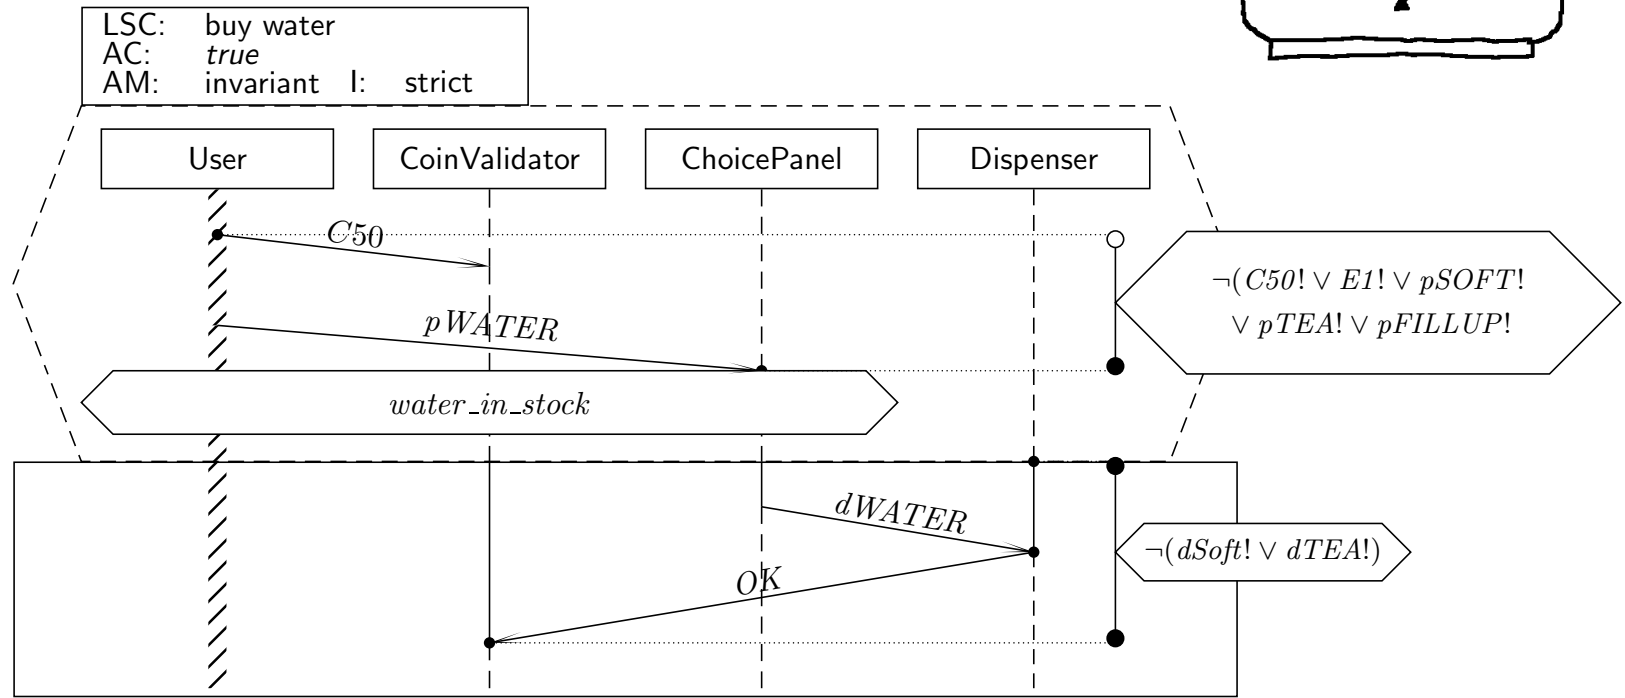 LSC: buy water
AC: true
AM: invariant I: strict
User CoinValidator ChoicePanel Dispenser
C50
¬(C50! ∨ E1! ∨ pSOFT!
∨ pTEA! ∨ pFILLUP!
pWATER
water_in_stock
dWATER
¬(dSoft! ∨ dTEA!)
OK